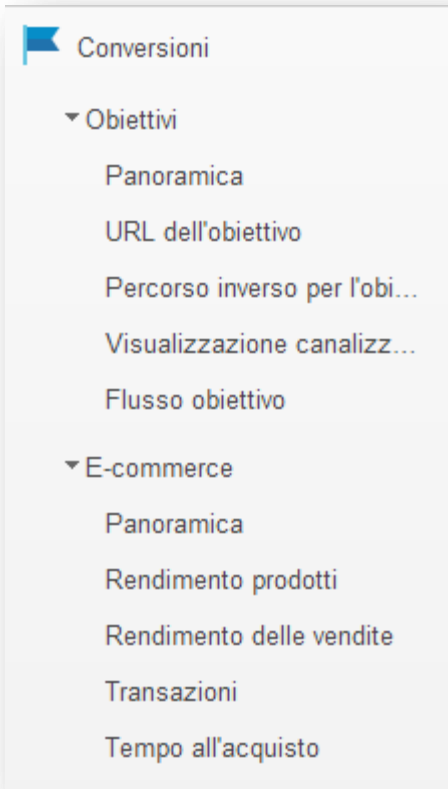 Conversioni
Obiettivi
Panoramica
URL dell'obiettivo
Percorso inverso per l'obi...
Visualizzazione canalizz...
Flusso obiettivo
E-commerce
Panoramica
Rendimento prodotti
Rendimento delle vendite
Transazioni
Tempo all'acquisto